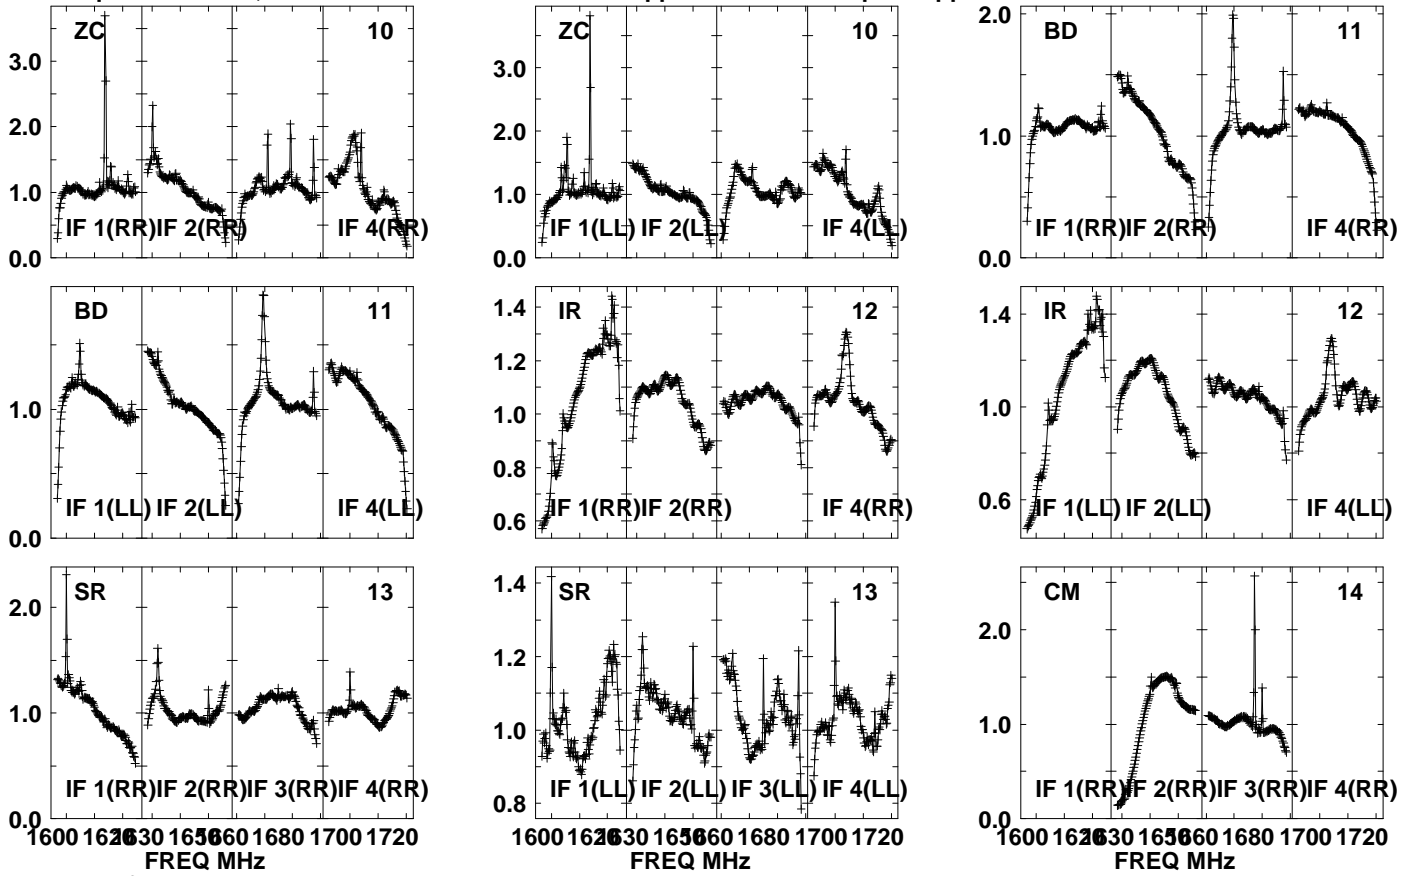 ZC 10 ZC 10 BD 11
3.0 3.0 2.0
2.0 2.0 1.0
1.0 1.0
IF 1(RR) IF 2(RR) IF 4(RR) IF 1(LL) IF 2(LL) IF 4(LL) IF 1(RR) IF 2(RR) IF 4(RR)
0.0 0.0 0.0
BD 11 IR 12 IR 12
1.4 1.4
1.2
1.0 1.0 1.0
0.8
IF 1(LL) IF 2(LL) IF 4(LL) IF 1(RR) IF 2(RR) IF 4(RR) IF 1(LL) IF 2(LL) IF 4(LL)
0.0 0.6 0.6
SR 13 SR 13 CM 14
2.0 1.4 2.0
1.2
1.0 1.0 1.0
IF 1(RR) IF 2(RR) IF 3(RR) IF 4(RR) IF 1(LL) IF 2(LL) IF 3(LL) IF 4(LL) IF 1(RR) IF 2(RR) IF 3(RR) IF 4(RR)
0.0 0.8 0.0
1600 1620 1630 1650 1660 1680 1700 1720 1600 1620 1630 1650 1660 1680 1700 1720 1600 1620 1630 1650 1660 1680 1700 1720
FREQ MHz FREQ MHz FREQ MHz